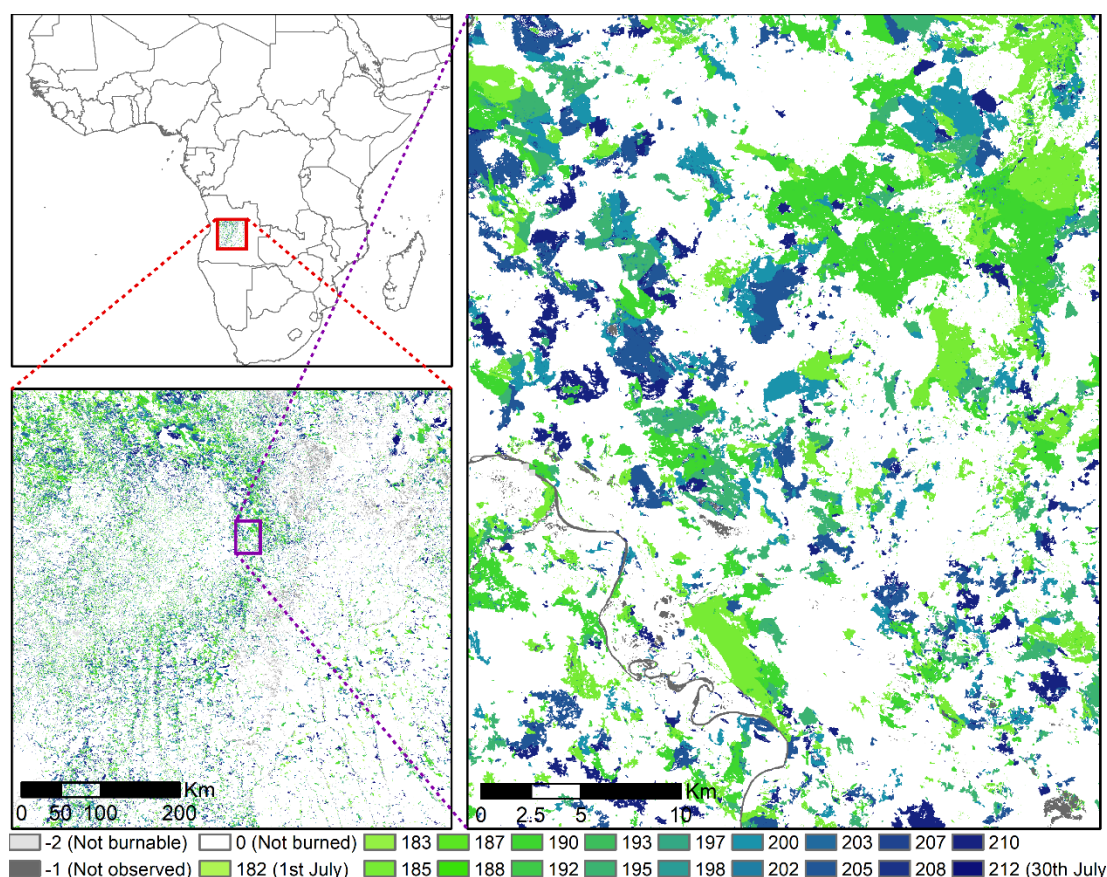 Km
0 50 100 200
Km
0 2.5 5 10
-2 (Not burnable) 0 (Not burned) 183 187 190 193 197 200 203 207 210
-1 (Not observed) 182 (1st July) 185 188 192 195 198 202 205 208 212 (30th July